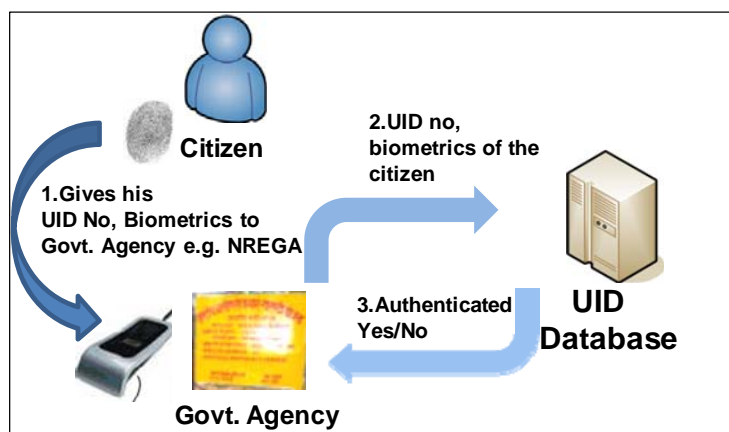 Citizen
1.Gives his
UID No, Biometrics to
Govt. Agency e.g. NREGA
2.UID no,
biometrics of the
citizen
UID
Database
3.Authenticated
Yes/No
Govt. Agency